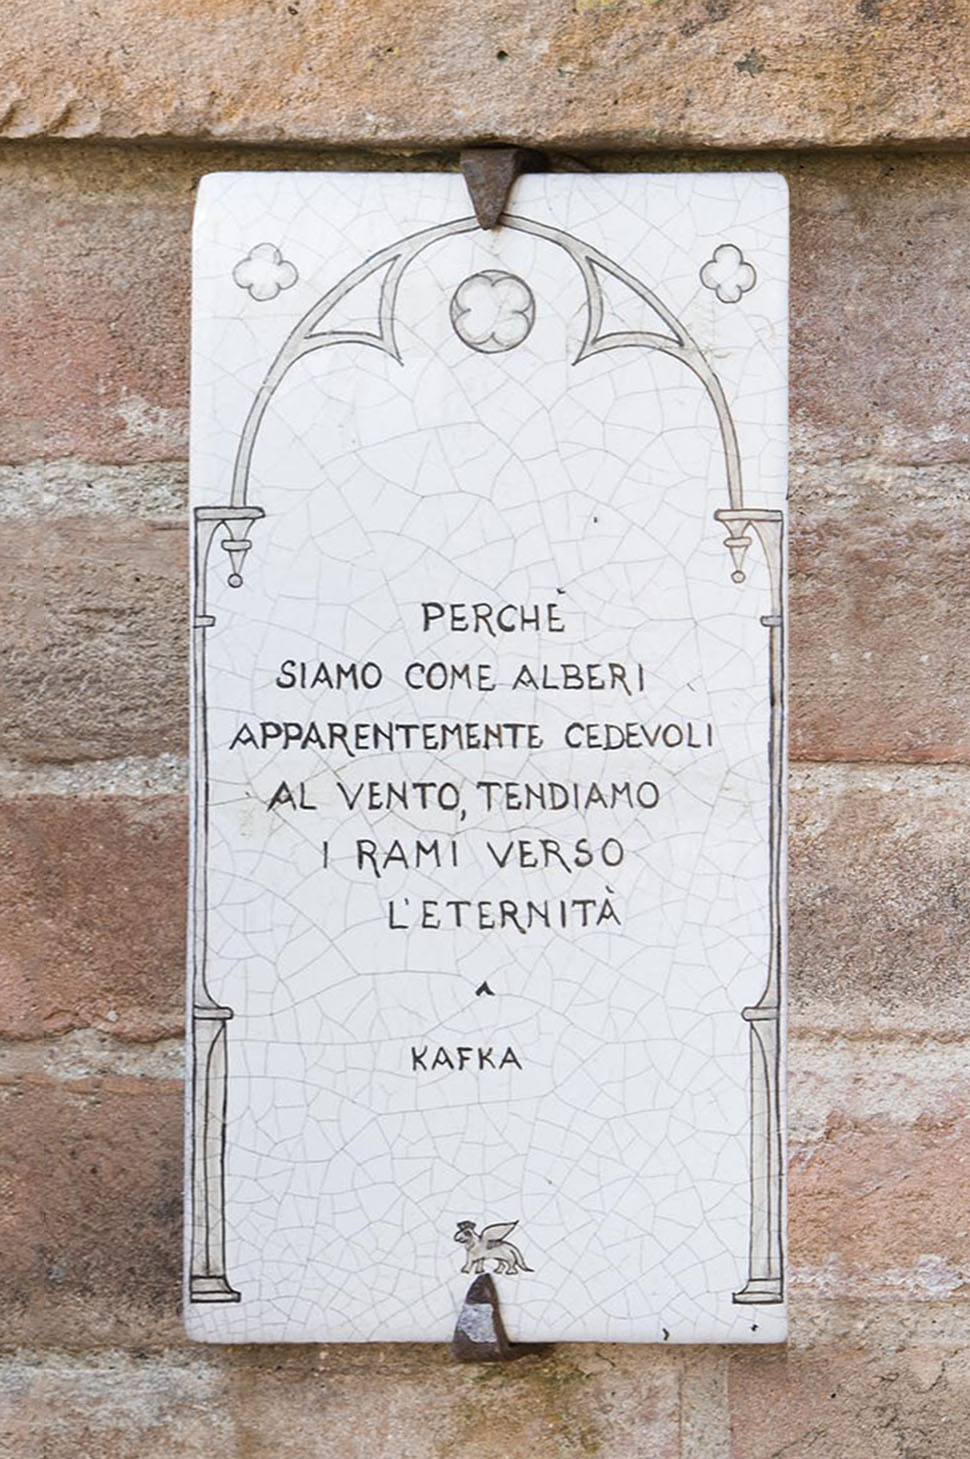 PERCHÈ
SIAMO COME ALBERI
APPARENTEMENTE CEDEVOLI
AL VENTO, TENDIAMO
I RAMI VERSO
L'ETERNITÀ
KAFKA